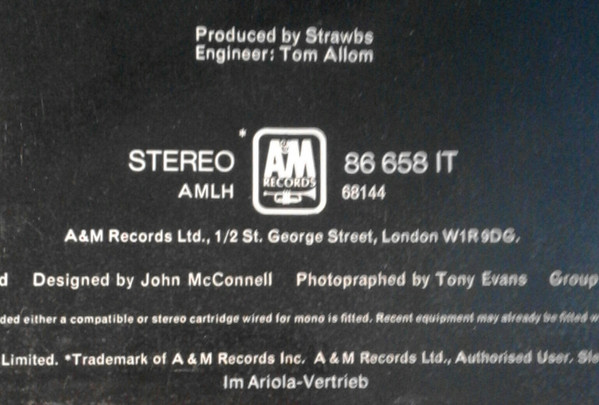 Produced by Strawbs
Engineer: Tom Allom
*
STEREO A&M RECORDS 86 658 IT
AMLH 68144
A&M Records Ltd., 1/2 St. George Street, London W1R 9DG.
d Designed by John McConnell Photopraphed by Tony Evans Group
ded either a compatible or stereo cartridge wired for mono is fitted. Recent equipment may already be fitted w
Limited. *Trademark of A & M Records Inc. A & M Records Ltd., Authorised User. Sle
Im Ariola-Vertrieb